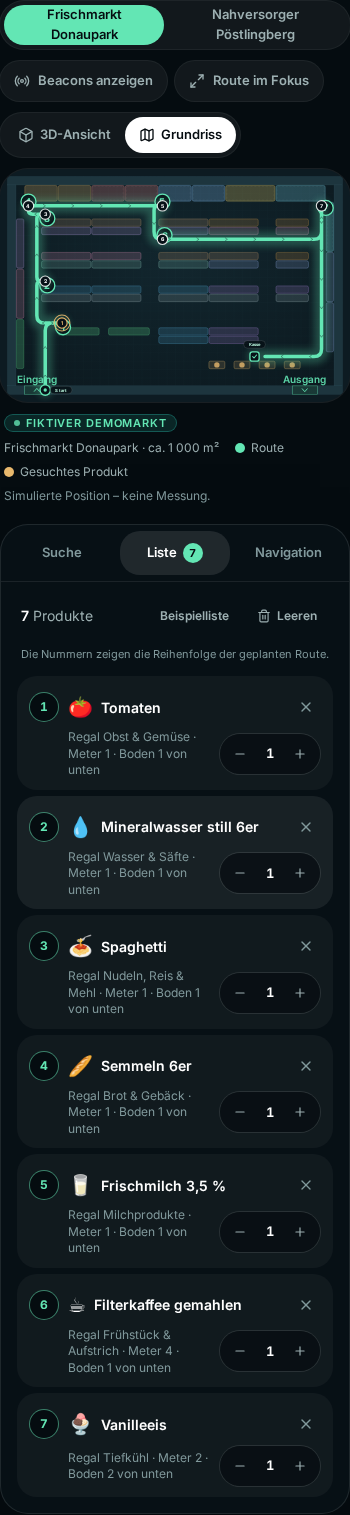 Frischmarkt
Donaupark
Nahversorger
Pöstlingberg
Beacons anzeigen
Route im Fokus
3D-Ansicht
Grundriss
4
5
7
3
6
2
1
Kasse
Eingang
Start
Ausgang
FIKTIVER DEMOMARKT
Frischmarkt Donaupark · ca. 1 000 m²
Route
Gesuchtes Produkt
Simulierte Position – keine Messung.
Suche
Liste 7
Navigation
7 Produkte
Beispielliste
Leeren
Die Nummern zeigen die Reihenfolge der geplanten Route.
1
Tomaten
Regal Obst & Gemüse ·
Meter 1 · Boden 1 von
unten
− 1 +
2
Mineralwasser still 6er
Regal Wasser & Säfte ·
Meter 1 · Boden 1 von
unten
− 1 +
3
Spaghetti
Regal Nudeln, Reis &
Mehl · Meter 1 · Boden 1
von unten
− 1 +
4
Semmeln 6er
Regal Brot & Gebäck ·
Meter 1 · Boden 1 von
unten
− 1 +
5
Frischmilch 3,5 %
Regal Milchprodukte ·
Meter 1 · Boden 1 von
unten
− 1 +
6
Filterkaffee gemahlen
Regal Frühstück &
Aufstrich · Meter 4 ·
Boden 1 von unten
− 1 +
7
Vanilleeis
Regal Tiefkühl · Meter 2 ·
Boden 2 von unten
− 1 +